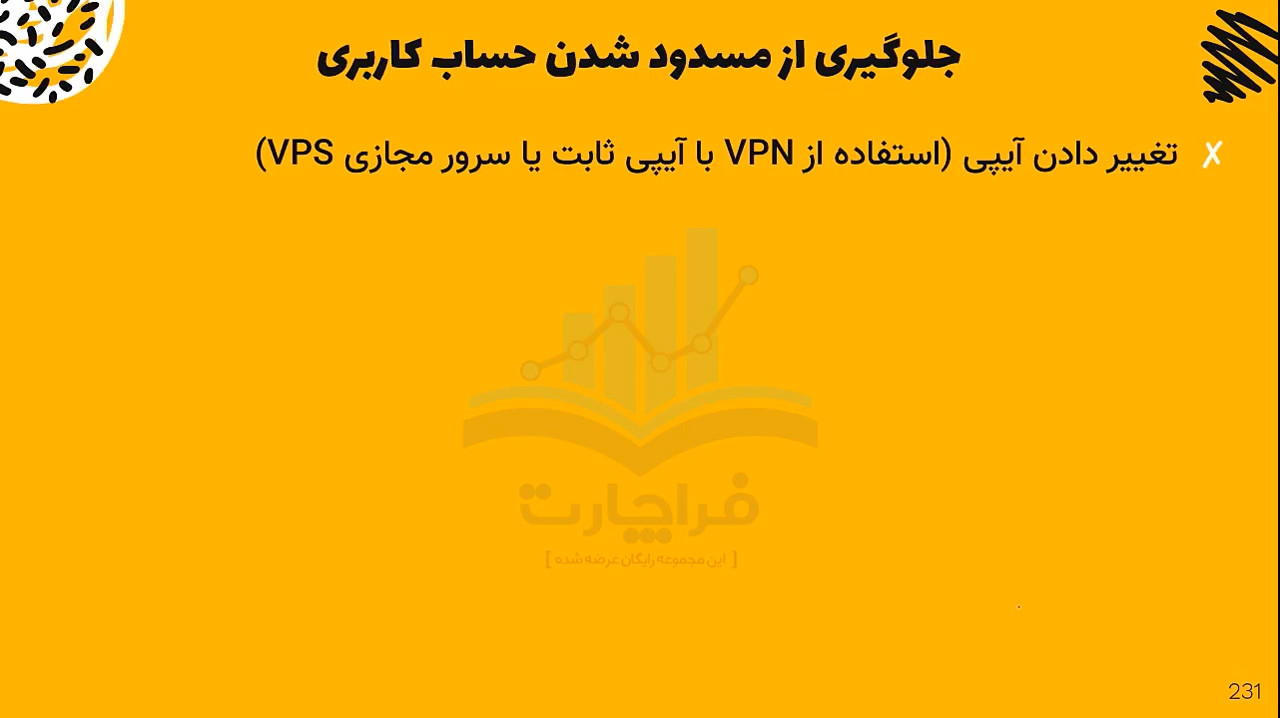 جلوگیری از مسدود شدن حساب کاربری
✗ تغییر دادن آیپی (استفاده از VPN با آیپی ثابت یا سرور مجازی VPS)
فراچارت
[ این مجموعه رایگان عرضه شده ]
231